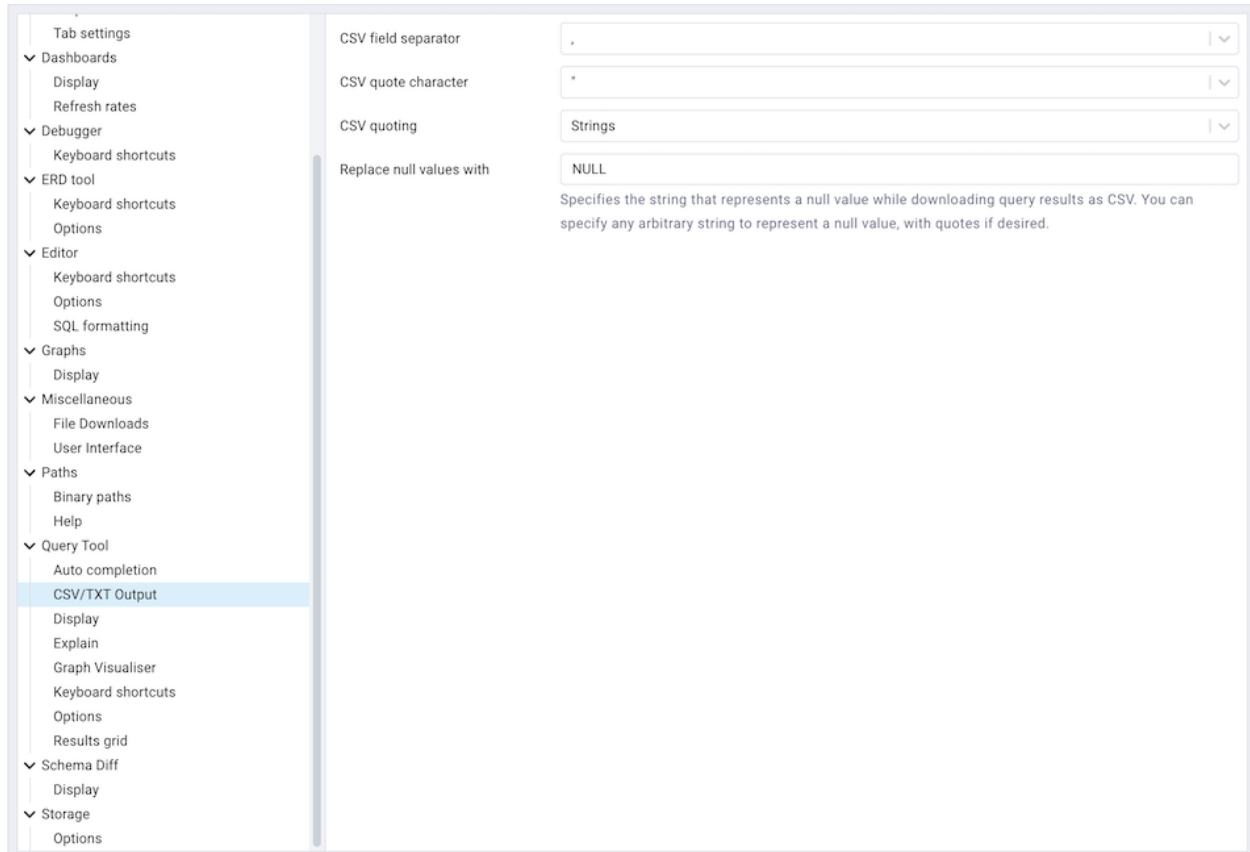 Tab settings
Dashboards
Display
Refresh rates
Debugger
Keyboard shortcuts
ERD tool
Keyboard shortcuts
Options
Editor
Keyboard shortcuts
Options
SQL formatting
Graphs
Display
Miscellaneous
File Downloads
User Interface
Paths
Binary paths
Help
Query Tool
Auto completion
CSV/TXT Output
Display
Explain
Graph Visualiser
Keyboard shortcuts
Options
Results grid
Schema Diff
Display
Storage
Options
CSV field separator ,
CSV quote character "
CSV quoting Strings
Replace null values with NULL
Specifies the string that represents a null value while downloading query results as CSV. You can
specify any arbitrary string to represent a null value, with quotes if desired.